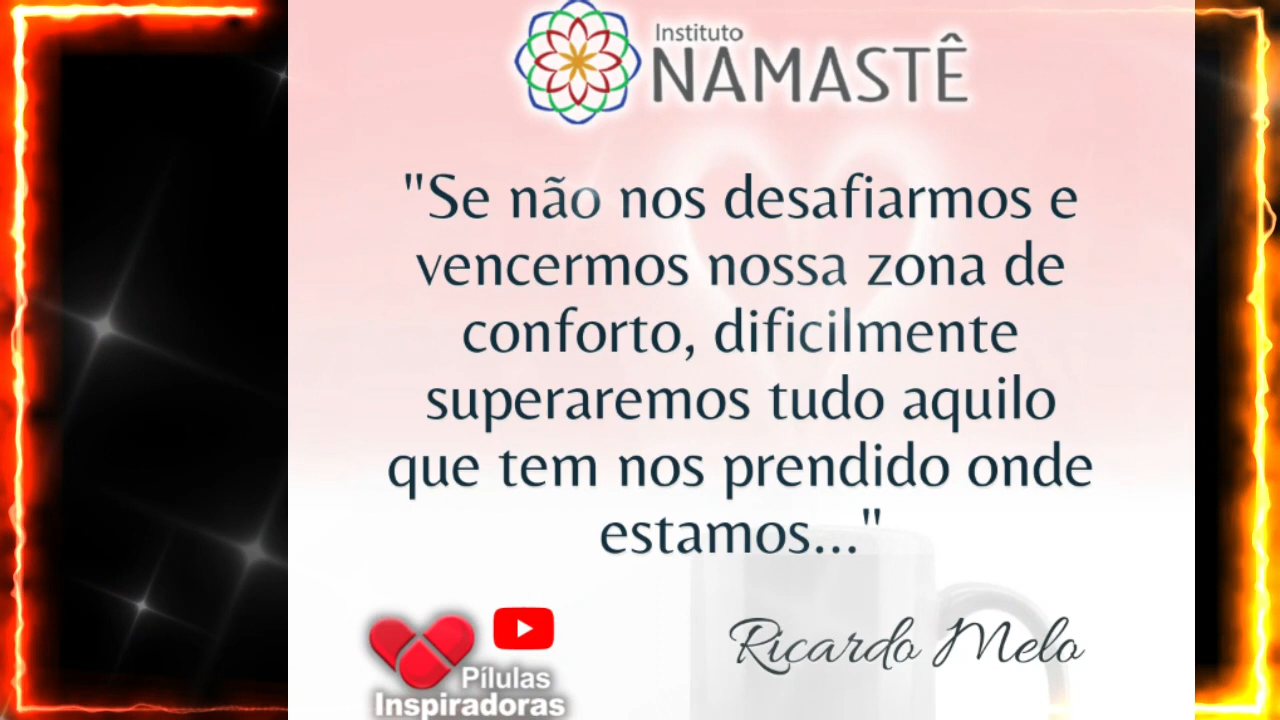 Instituto
NAMASTÊ
"Se não nos desafiarmos e
vencermos nossa zona de
conforto, dificilmente
superaremos tudo aquilo
que tem nos prendido onde
estamos..."
Ricardo Melo
Pílulas
Inspiradoras